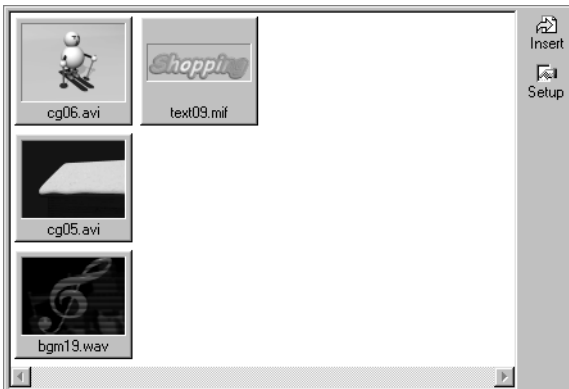 Shopping
cg06.avi
text09.mif
cg05.avi
bgm19.wav
Insert
Setup